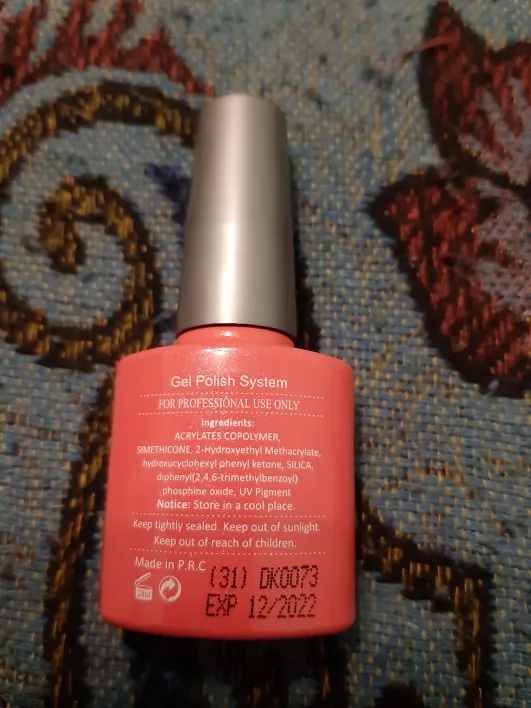 Gel Polish System
FOR PROFESSIONAL USE ONLY
Ingredients:
ACRYLATES COPOLYMER,
SIMETHICONE, 2-Hydroxyethyl Methacrylate,
hydroxucyclohexyl phenyl ketone, SILICA,
diphenyl(2,4,6-trimethylbenzoyl)
phosphine oxide, UV Pigment
Notice: Store in a cool place.
Keep tightly sealed. Keep out of sunlight.
Keep out of reach of children.
Made in P.R.C
(31) DK0073
24M
EXP 12/2022